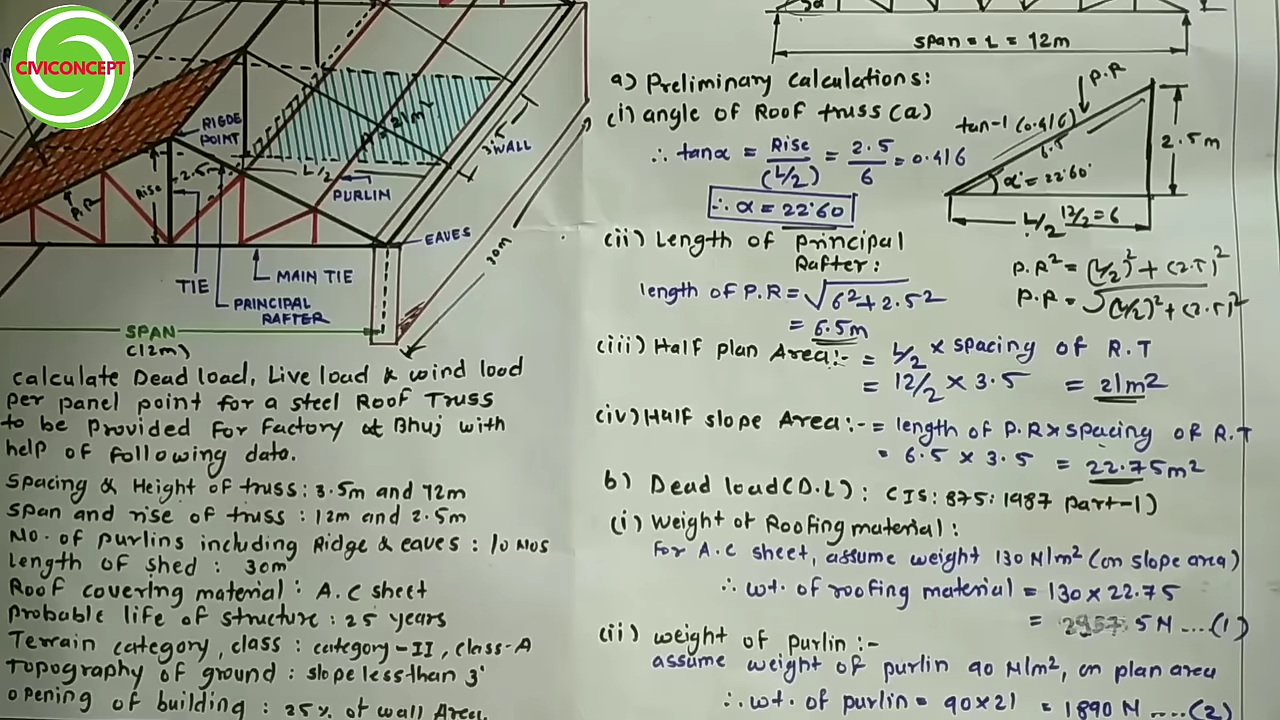 CIVICONCEPT
RIGDE
POINT
Rise
2.5
P.R
L/2
21m²
3.5
WALL
PURLIN
EAVES
30m
TIE
MAIN TIE
PRINCIPAL
RAFTER
SPAN
(12m)
calculate Dead load, Live load & wind load
per panel point for a steel Roof Truss
to be provided for factory at Bhuj with
help of following data.
Spacing & Height of truss: 3.5m and 12m
Span and rise of truss: 12m and 2.5m
No. of purlins including Ridge & eaves: 10 Nos
Length of shed: 30m
Roof covering material: A.C sheet
Probable life of structure: 25 years
Terrain category, class: category-II, class-A
Topography of ground: slope less than 3°
opening of building: 25% of wall Area.
span = L = 12m
a) Preliminary calculations:
(i) angle of Roof truss (α)
∴ tanα = Rise/(L/2) = 2.5/6 = 0.416
∴ α = 22°60
P.R
tan-1 (0.416)
6.5
2.5m
α = 22°60'
L/2 12/2 = 6
(ii) Length of principal
Rafter:
length of P.R = √6²+2.5²
= 6.5m
P.R² = (L/2)² + (2.5)²
P.R = √(L/2)² + (2.5)²
(iii) Half plan Area:- = L/2 × spacing of R.T
= 12/2 × 3.5 = 21m²
(iv) Half slope Area:- = length of P.R × spacing of R.T
= 6.5 × 3.5 = 22.75m²
b) Dead load (D.L): (IS: 875: 1987 part-1)
(i) Weight of Roofing material:
For A.C sheet, assume weight 130 N/m² (on slope area)
∴ wt. of roofing material = 130 × 22.75
= 2957.5N ....(1)
(ii) weight of Purlin:-
assume weight of purlin 90 N/m², on plan area
∴ wt. of purlin = 90×21 = 1890 N ....(2)